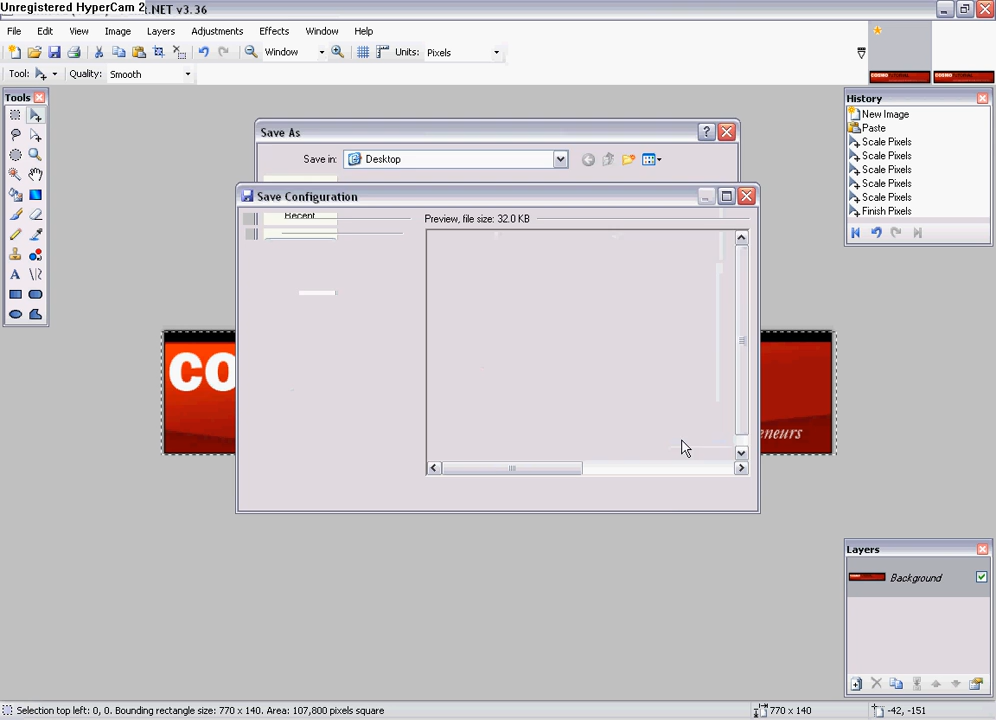 Unregistered HyperCam 2
.NET v3.36
File Edit View Image Layers Adjustments Effects Window Help
Window Units: Pixels
Tool: Quality: Smooth
Tools
History
New Image
Paste
Scale Pixels
Scale Pixels
Scale Pixels
Scale Pixels
Scale Pixels
Finish Pixels
Save As
Save in: Desktop
Save Configuration
Recent
Preview, file size: 32.0 KB
CO
eneurs
Layers
Background
Selection top left: 0, 0. Bounding rectangle size: 770 x 140. Area: 107,800 pixels square
770 x 140
-42, -151